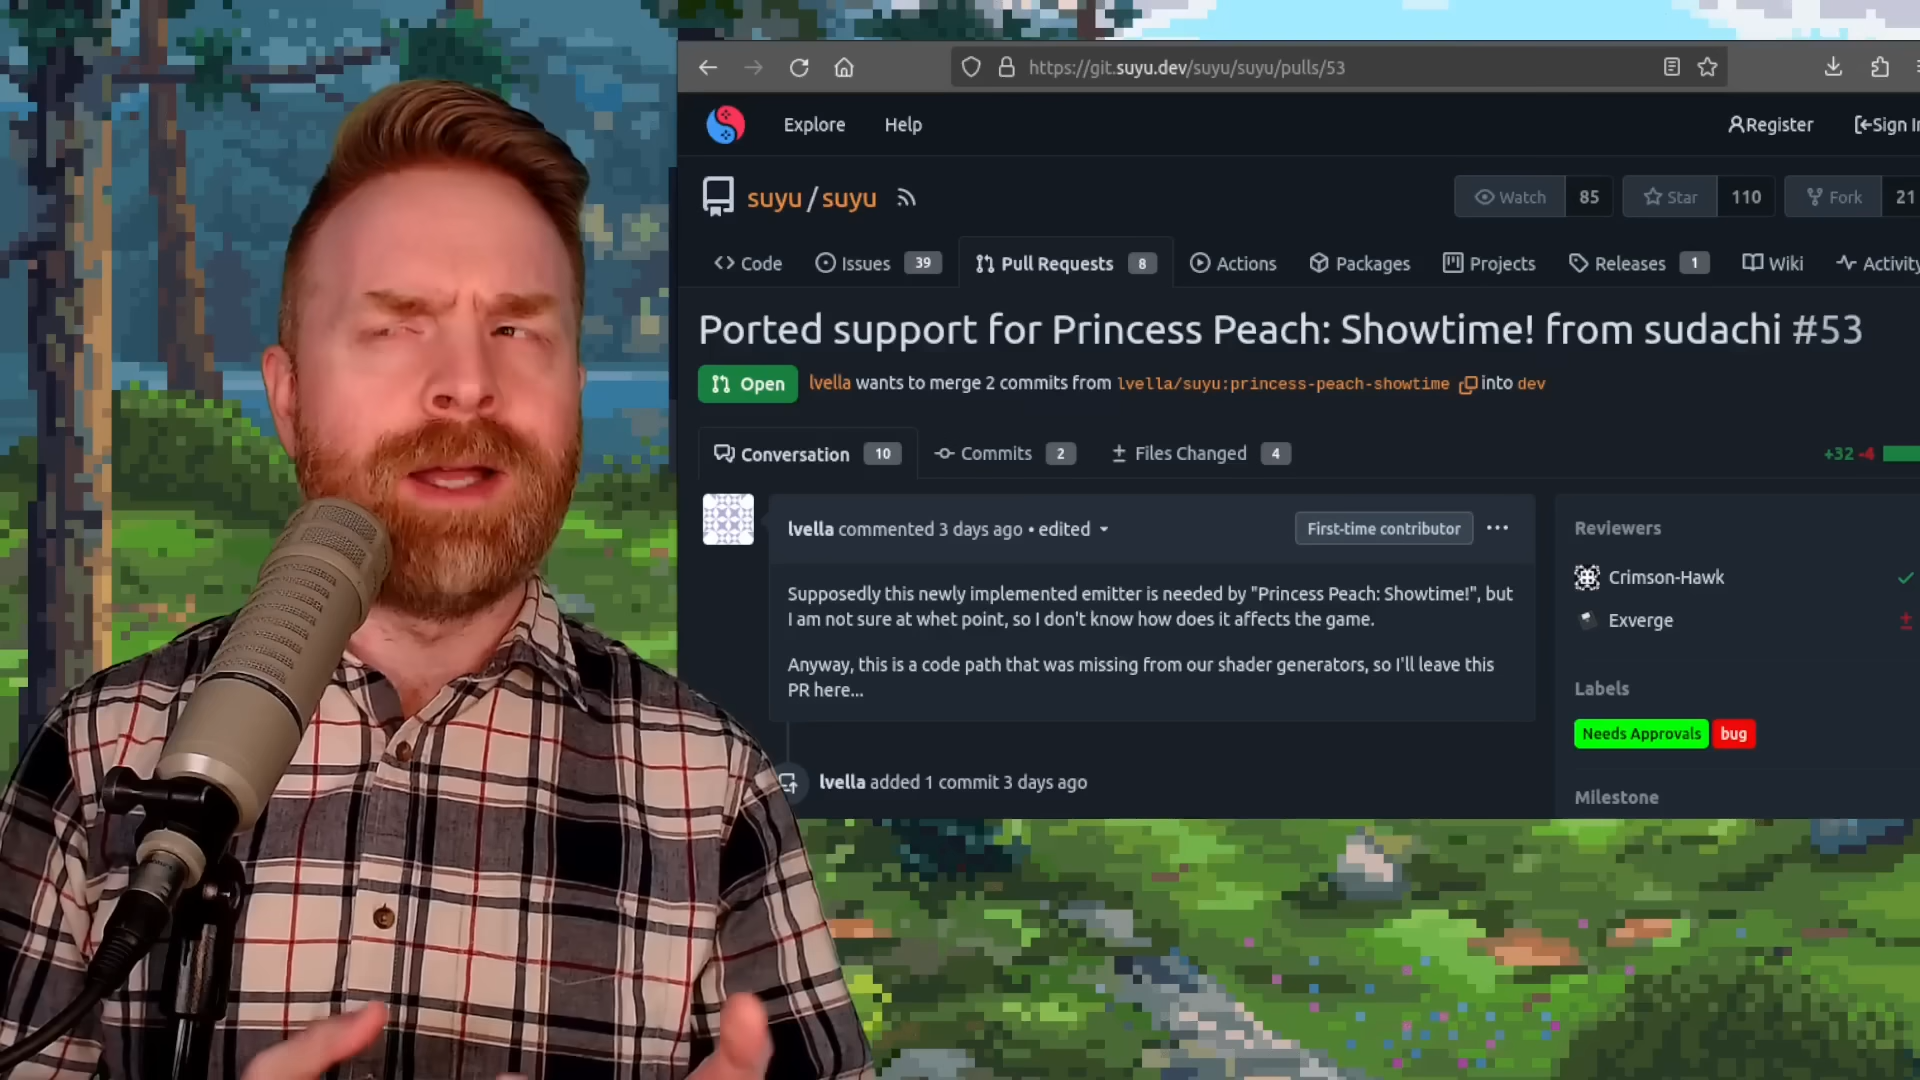 https://git.suyu.dev/suyu/suyu/pulls/53
Explore Help Register Sign In
suyu/suyu Watch 85 Star 110 Fork 21
Code Issues 39 Pull Requests 8 Actions Packages Projects Releases 1 Wiki Activity
Ported support for Princess Peach: Showtime! from sudachi #53
Open lvella wants to merge 2 commits from lvella/suyu:princess-peach-showtime into dev
Conversation 10 Commits 2 Files Changed 4 +32 -4
lvella commented 3 days ago • edited First-time contributor
Supposedly this newly implemented emitter is needed by "Princess Peach: Showtime!", but
I am not sure at whet point, so I don't know how does it affects the game.
Anyway, this is a code path that was missing from our shader generators, so I'll leave this
PR here...
lvella added 1 commit 3 days ago
Reviewers
Crimson-Hawk
Exverge
Labels
Needs Approvals bug
Milestone